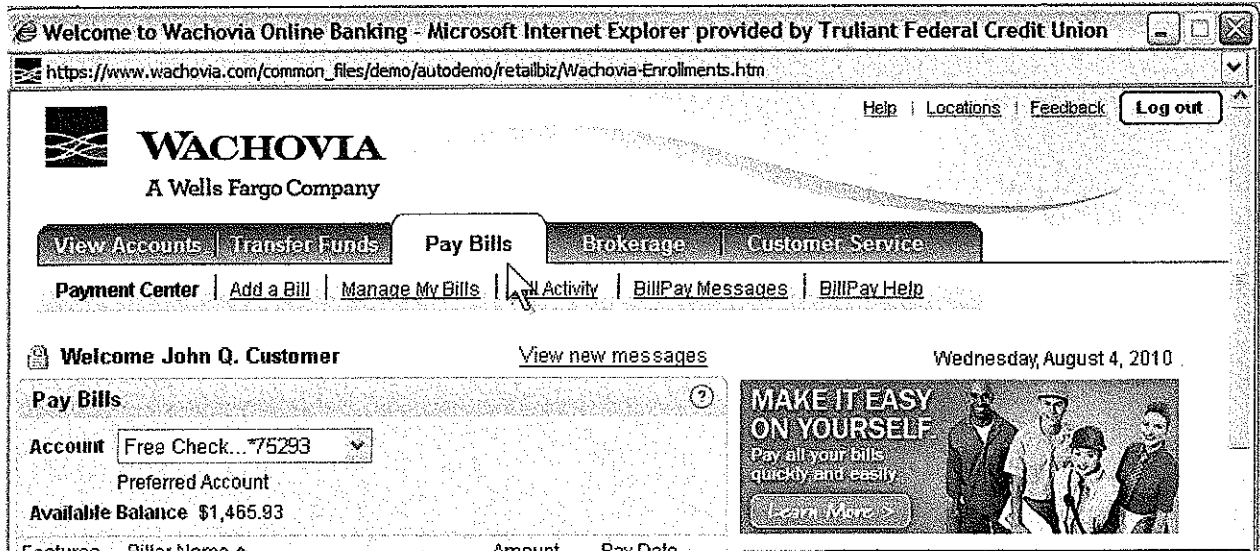 Welcome to Wachovia Online Banking - Microsoft Internet Explorer provided by Truliant Federal Credit Union
https://www.wachovia.com/common_files/demo/autodemo/retailbiz/Wachovia-Enrollments.htm
Help | Locations | Feedback Log out
WACHOVIA
A Wells Fargo Company
View Accounts | Transfer Funds Pay Bills Brokerage | Customer Service
Payment Center | Add a Bill | Manage My Bills | Activity | BillPay Messages | BillPay Help
Welcome John Q. Customer View new messages Wednesday, August 4, 2010
Pay Bills ?
Account Free Check...*75293
Preferred Account
Available Balance $1,465.93
MAKE IT EASY
ON YOURSELF
Pay all your bills
quickly and easily.
Learn More >
Features Biller Name Amount Pay Date